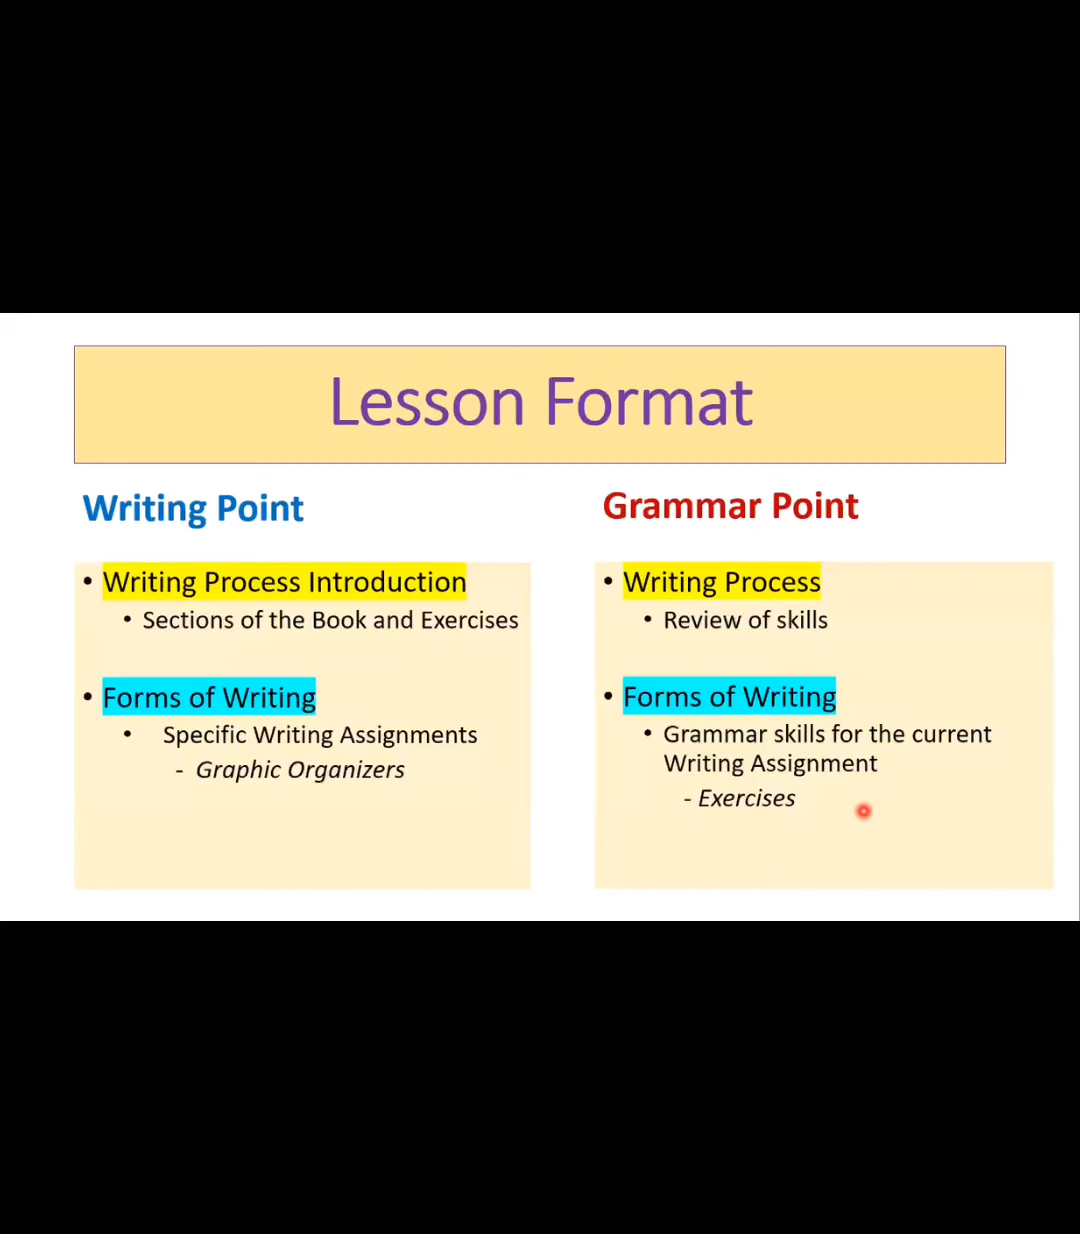 Lesson Format
Writing Point
• Writing Process Introduction
• Sections of the Book and Exercises
• Forms of Writing
• Specific Writing Assignments
- Graphic Organizers
Grammar Point
• Writing Process
• Review of skills
• Forms of Writing
• Grammar skills for the current
Writing Assignment
- Exercises